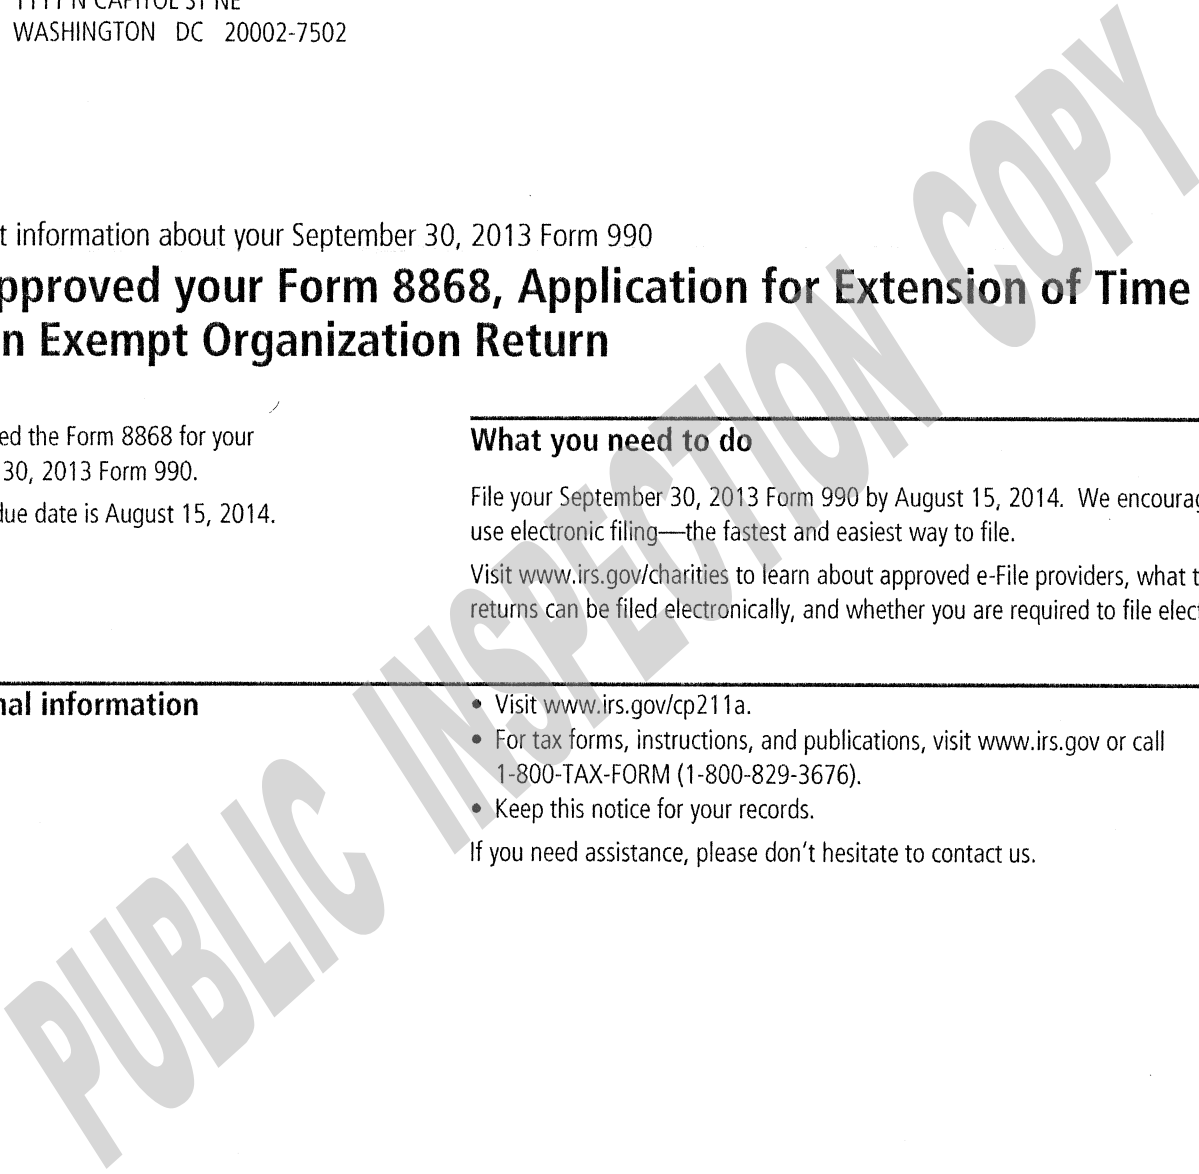 1111 N CAPITOL ST NE
WASHINGTON DC 20002-7502
t information about your September 30, 2013 Form 990
pproved your Form 8868, Application for Extension of Time
n Exempt Organization Return
ed the Form 8868 for your
30, 2013 Form 990.
due date is August 15, 2014.
What you need to do
File your September 30, 2013 Form 990 by August 15, 2014. We encourag
use electronic filing—the fastest and easiest way to file.
Visit www.irs.gov/charities to learn about approved e-File providers, what t
returns can be filed electronically, and whether you are required to file elect
nal information
• Visit www.irs.gov/cp211a.
• For tax forms, instructions, and publications, visit www.irs.gov or call
1-800-TAX-FORM (1-800-829-3676).
• Keep this notice for your records.
If you need assistance, please don't hesitate to contact us.
PUBLIC INSPECTION COPY